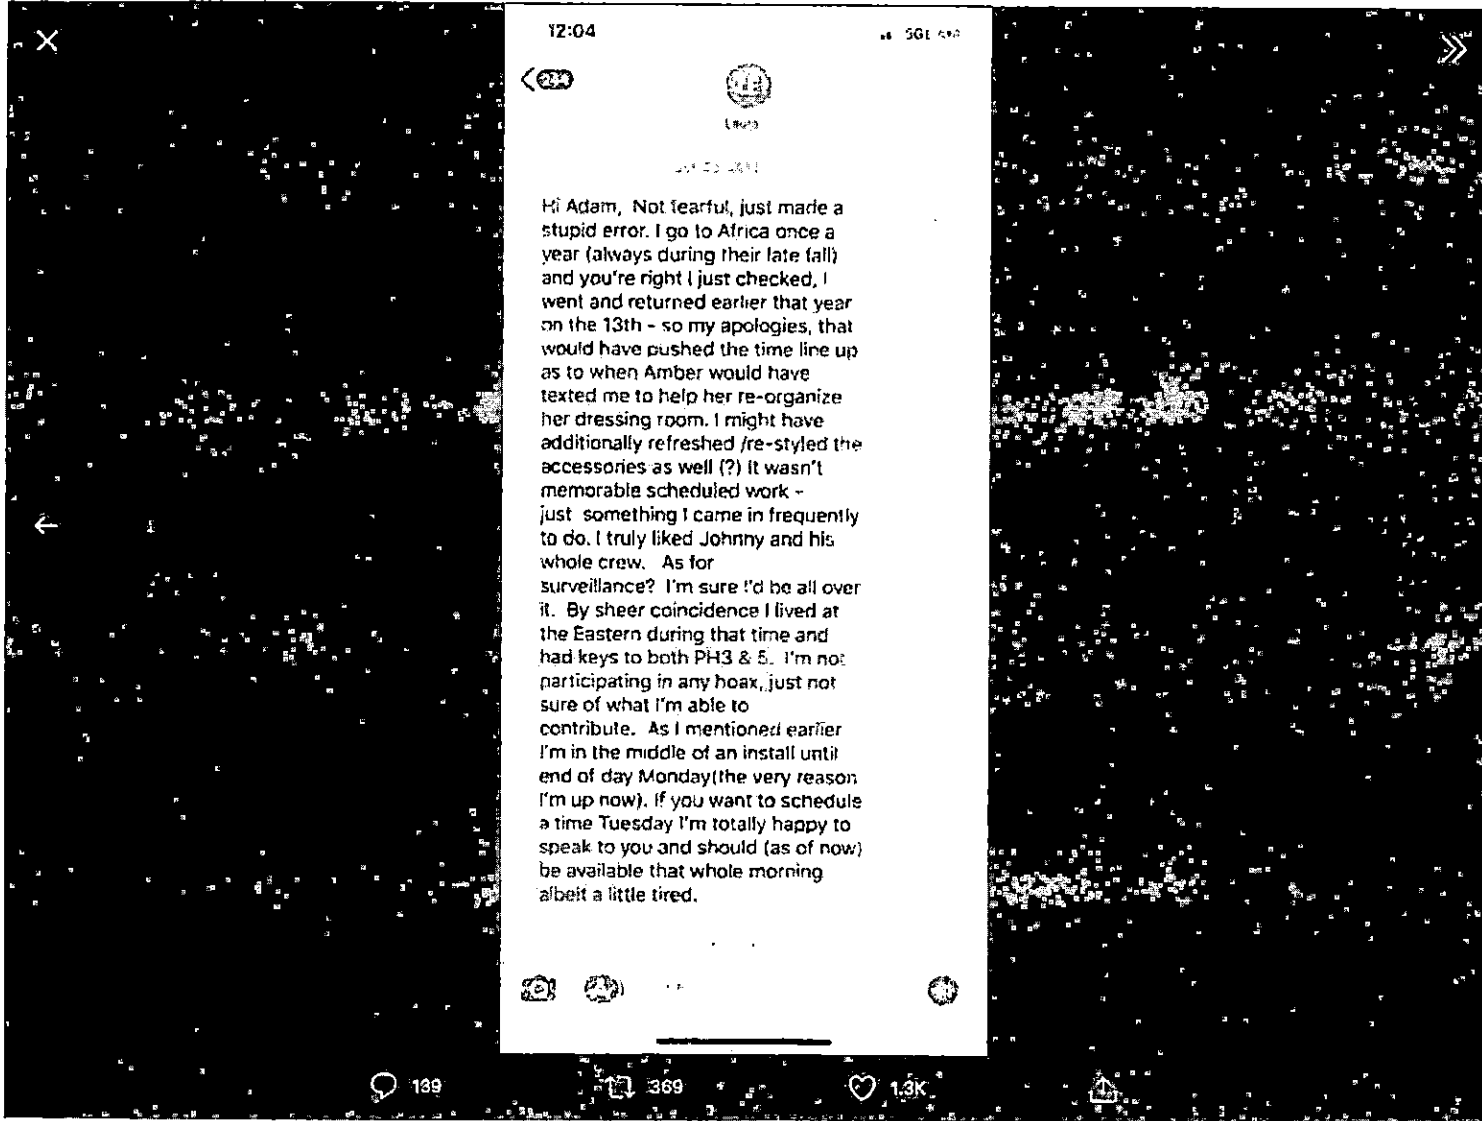 12:04
Hi Adam,  Not fearful, just made a
stupid error. I go to Africa once a
year (always during their late fall)
and you're right I just checked, I
went and returned earlier that year
on the 13th - so my apologies, that
would have pushed the time line up
as to when Amber would have
texted me to help her re-organize
her dressing room. I might have
additionally refreshed /re-styled the
accessories as well (?) It wasn't
memorable scheduled work -
just  something I came in frequently
to do. I truly liked Johnny and his
whole crew.   As for
surveillance?  I'm sure I'd be all over
it.  By sheer coincidence I lived at
the Eastern during that time and
had keys to both PH3 & 5.  I'm not
participating in any hoax, just not
sure of what I'm able to
contribute.  As I mentioned earlier
I'm in the middle of an install until
end of day Monday(the very reason
I'm up now). If you want to schedule
a time Tuesday I'm totally happy to
speak to you and should (as of now)
be available that whole morning
albeit a little tired.
139 369 1.3K